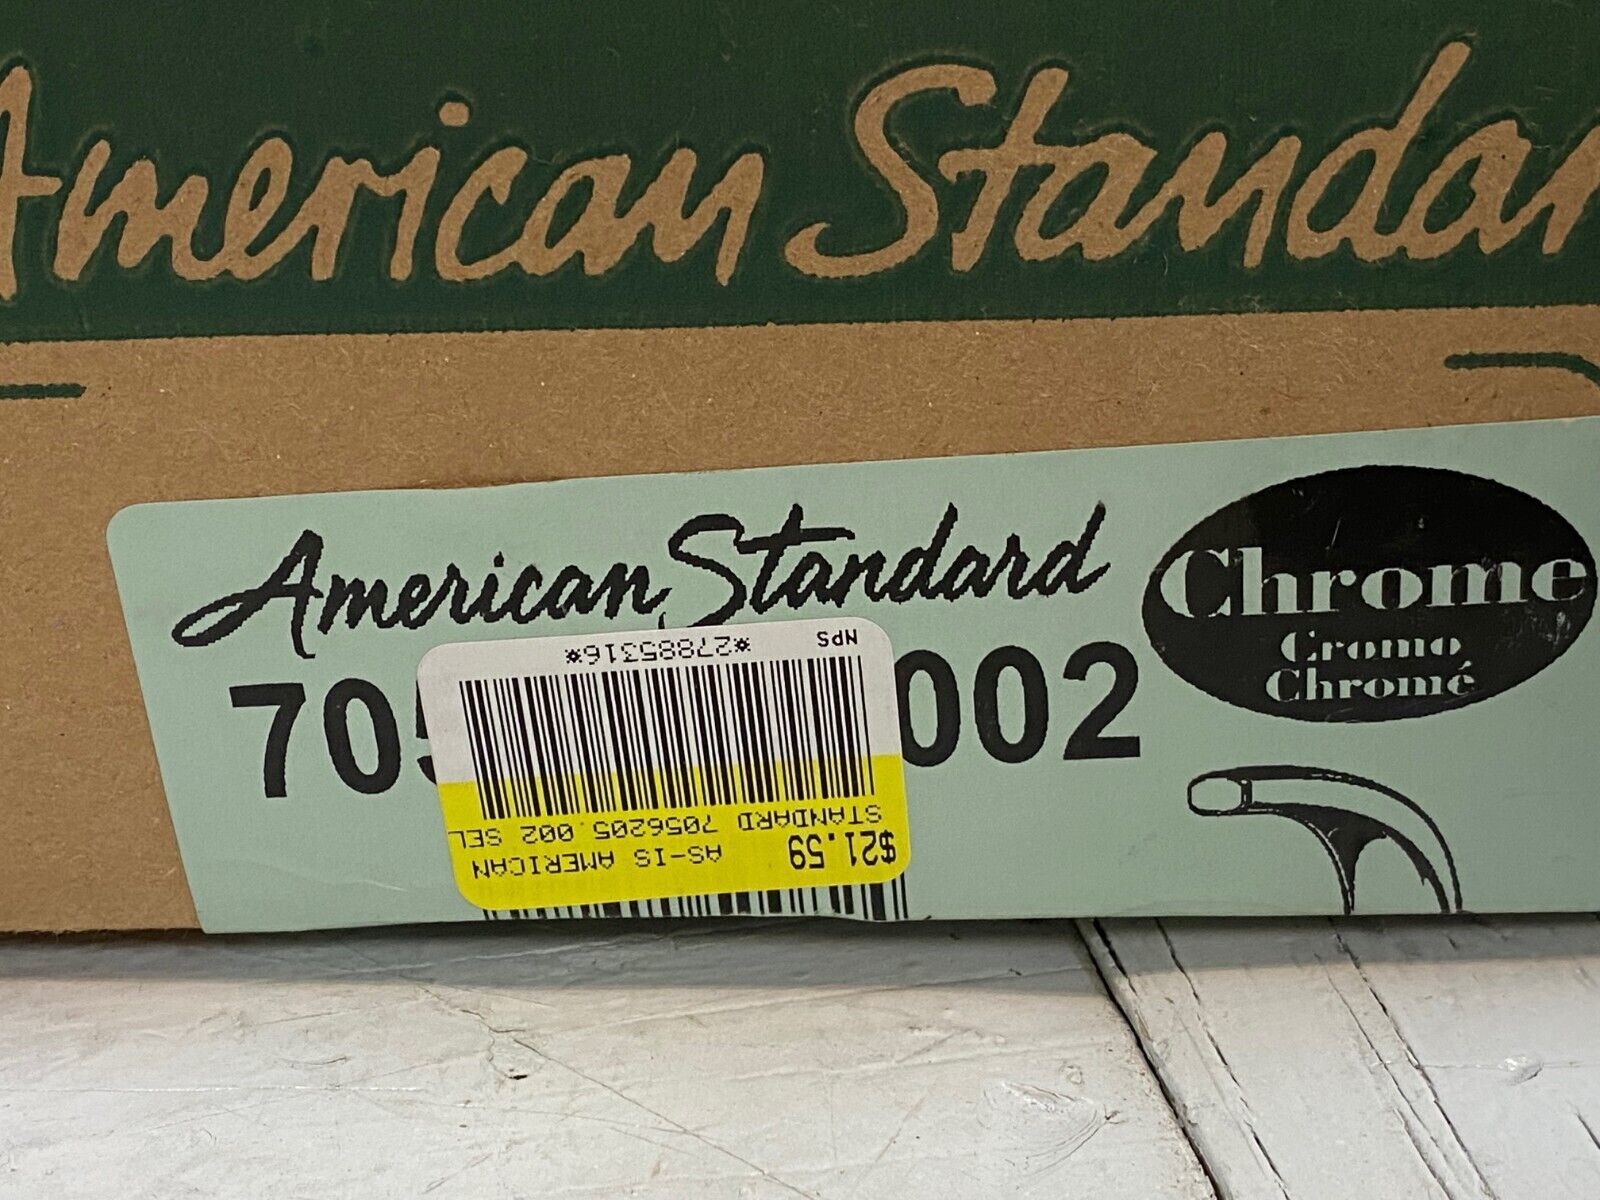 American Standar
American Standard
705
002
Chrome
Cromo
Chromé
NPS
*27885316*
$21.59
AS-IS AMERICAN
STANDARD 7056205.002 SEL